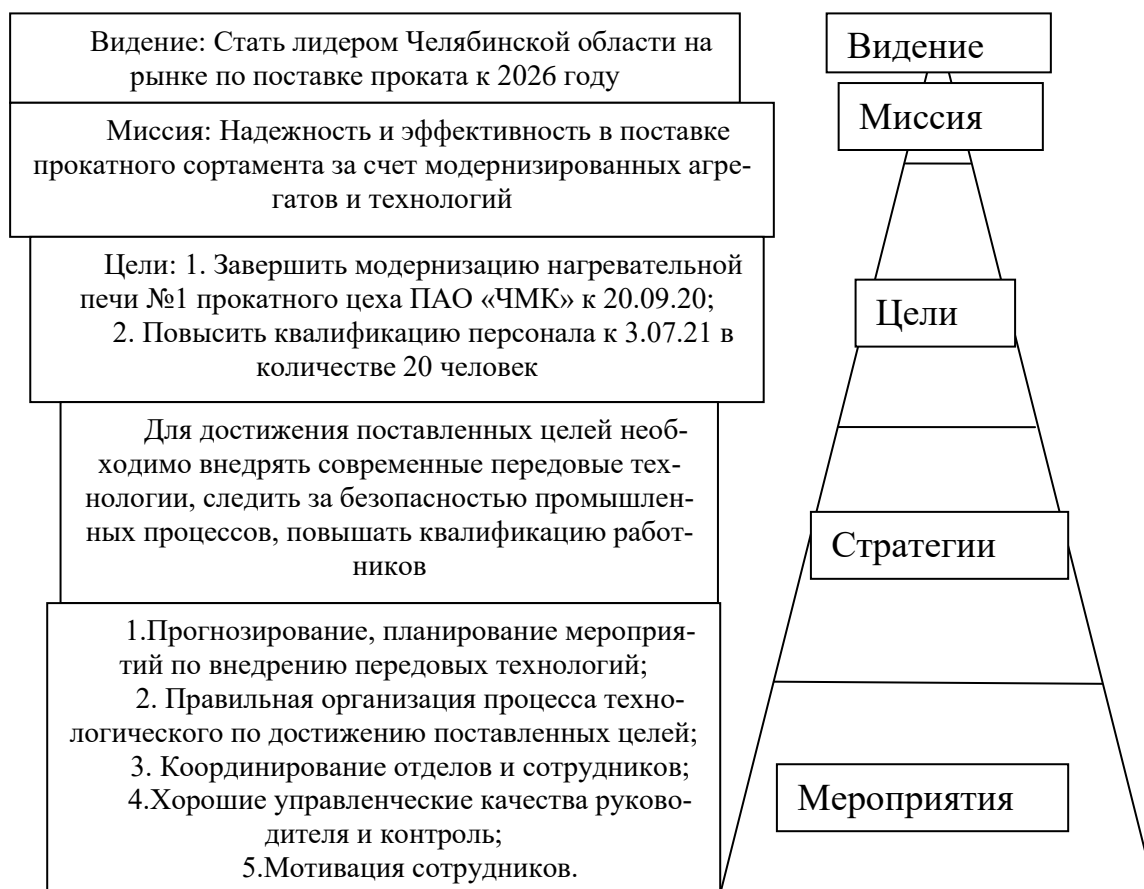 Видение: Стать лидером Челябинской области на
рынке по поставке проката к 2026 году
Миссия: Надежность и эффективность в поставке
прокатного сортамента за счет модернизированных агре-
гатов и технологий
Цели: 1. Завершить модернизацию нагревательной
печи №1 прокатного цеха ПАО «ЧМК» к 20.09.20;
2. Повысить квалификацию персонала к 3.07.21 в
количестве 20 человек
Для достижения поставленных целей необ-
ходимо внедрять современные передовые тех-
нологии, следить за безопасностью промышлен-
ных процессов, повышать квалификацию работ-
ников
1.Прогнозирование, планирование мероприя-
тий по внедрению передовых технологий;
2. Правильная организация процесса техно-
логического по достижению поставленных целей;
3. Координирование отделов и сотрудников;
4.Хорошие управленческие качества руково-
дителя и контроль;
5.Мотивация сотрудников.
Видение
Миссия
Цели
Стратегии
Мероприятия